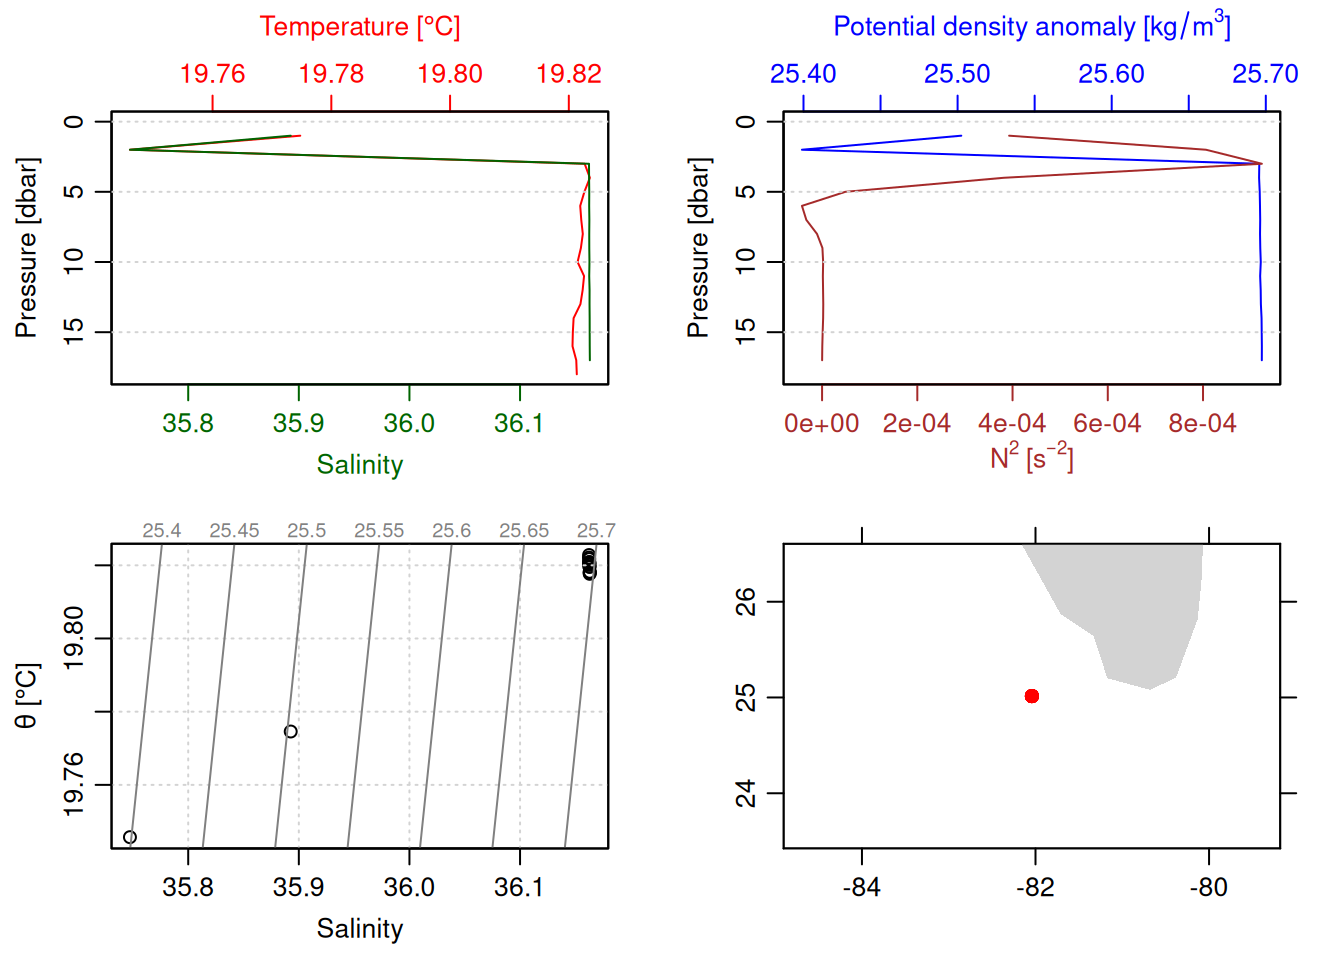 Temperature [°C]
19.76 19.78 19.80 19.82
Pressure [dbar]
0 5 10 15
35.8 35.9 36.0 36.1
Salinity
Potential density anomaly [kg/m³]
25.40 25.50 25.60 25.70
Pressure [dbar]
0 5 10 15
0e+00 2e-04 4e-04 6e-04 8e-04
N² [s⁻²]
25.4 25.45 25.5 25.55 25.6 25.65 25.7
θ [°C]
19.80
19.76
35.8 35.9 36.0 36.1
Salinity
26
25
24
-84 -82 -80